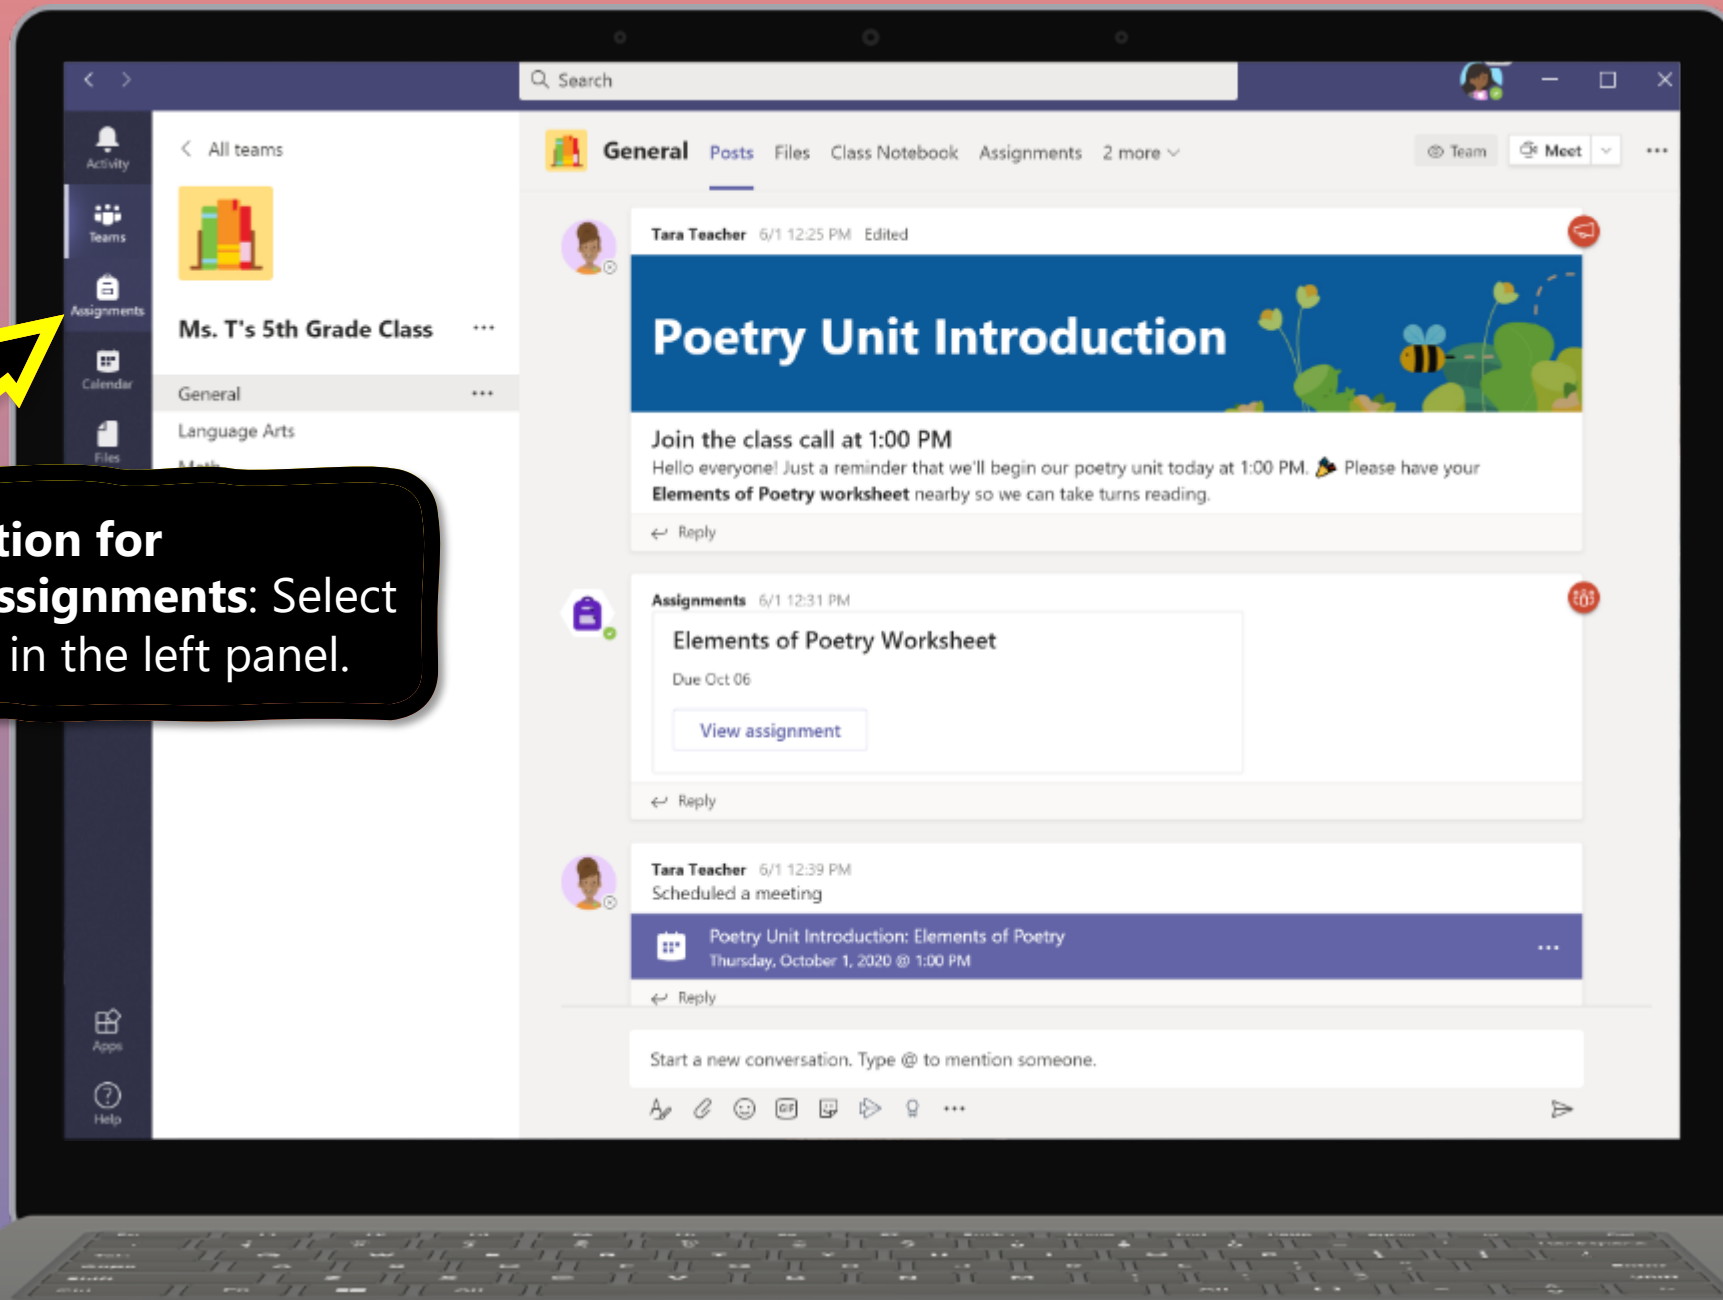 Search
Activity
Teams
Assignments
Calendar
Files
Apps
Help
All teams
Ms. T's 5th Grade Class
General
Language Arts
Math
tion for
ssignments: Select
in the left panel.
General Posts Files Class Notebook Assignments 2 more
Team Meet
Tara Teacher 6/1 12:25 PM Edited
Poetry Unit Introduction
Join the class call at 1:00 PM
Hello everyone! Just a reminder that we'll begin our poetry unit today at 1:00 PM. 🎉 Please have your
Elements of Poetry worksheet nearby so we can take turns reading.
Reply
Assignments 6/1 12:31 PM
Elements of Poetry Worksheet
Due Oct 06
View assignment
Reply
Tara Teacher 6/1 12:39 PM
Scheduled a meeting
Poetry Unit Introduction: Elements of Poetry
Thursday, October 1, 2020 @ 1:00 PM
Reply
Start a new conversation. Type @ to mention someone.
GIF